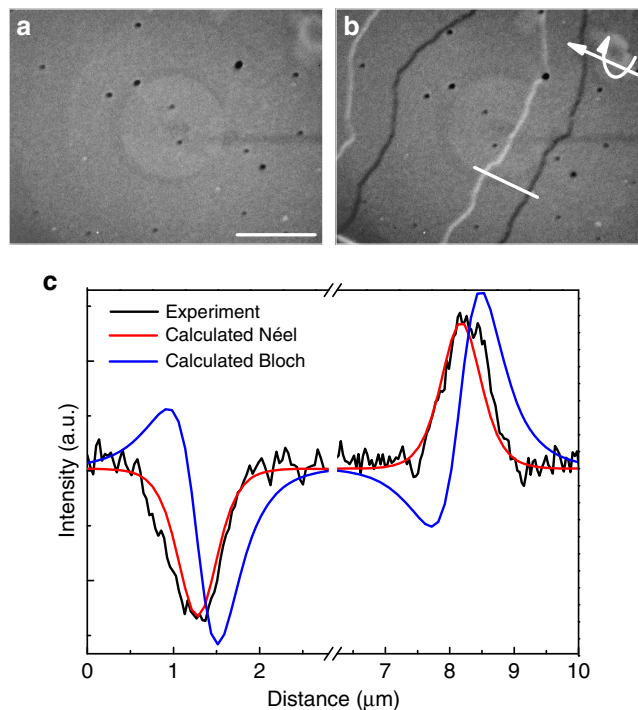 a
b
c
Experiment
Calculated Néel
Calculated Bloch
Intensity (a.u.)
0 1 2 7 8 9 10
Distance (μm)